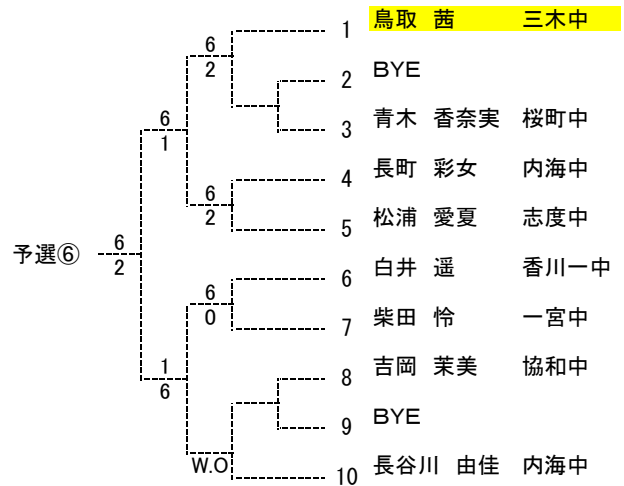 1 鳥取 茜 三木中
6
2
2 BYE
3 青木 香奈実 桜町中
6
1
4 長町 彩女 内海中
6
2
5 松浦 愛夏 志度中
予選⑥
6
2
6 白井 遥 香川一中
6
0
7 柴田 怜 一宮中
1
6
8 吉岡 茉美 協和中
9 BYE
W.O
10 長谷川 由佳 内海中